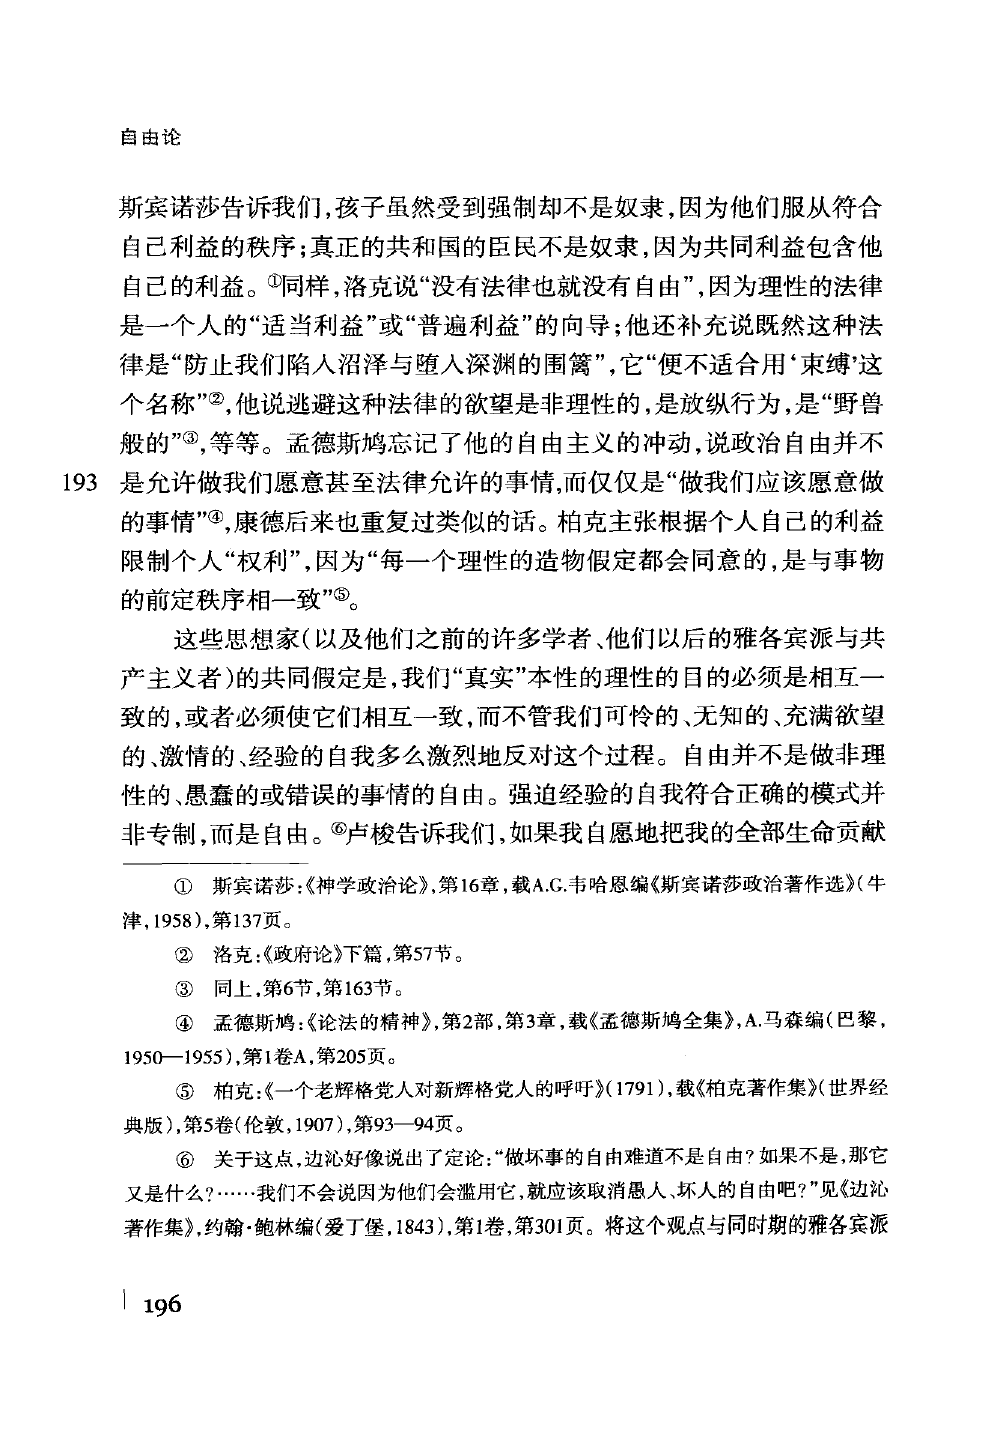 自由论
斯宾诺莎告诉我们,孩子虽然受到强制却不是奴隶,因为他们服从符合
自己利益的秩序;真正的共和国的臣民不是奴隶,因为共同利益包含他
自己的利益。①同样,洛克说“没有法律也就没有自由”,因为理性的法律
是一个人的“适当利益”或“普遍利益”的向导;他还补充说既然这种法
律是“防止我们陷入沼泽与堕入深渊的围篱”,它“便不适合用‘束缚’这
个名称”②,他说逃避这种法律的欲望是非理性的,是放纵行为,是“野兽
般的”③,等等。孟德斯鸠忘记了他的自由主义的冲动,说政治自由并不
193 是允许做我们愿意甚至法律允许的事情,而仅仅是“做我们应该愿意做
的事情”④,康德后来也重复过类似的话。柏克主张根据个人自己的利益
限制个人“权利”,因为“每一个理性的造物假定都会同意的,是与事物
的前定秩序相一致”⑤。
这些思想家(以及他们之前的许多学者、他们以后的雅各宾派与共
产主义者)的共同假定是,我们“真实”本性的理性的目的必须是相互一
致的,或者必须使它们相互一致,而不管我们可怜的、无知的、充满欲望
的、激情的、经验的自我多么激烈地反对这个过程。自由并不是做非理
性的、愚蠢的或错误的事情的自由。强迫经验的自我符合正确的模式并
非专制,而是自由。⑥卢梭告诉我们,如果我自愿地把我的全部生命贡献
① 斯宾诺莎:《神学政治论》,第16章,载A.G.韦哈恩编《斯宾诺莎政治著作选》(牛
津,1958),第137页。
② 洛克:《政府论》下篇,第57节。
③ 同上,第6节,第163节。
④ 孟德斯鸠:《论法的精神》,第2部,第3章,载《孟德斯鸠全集》,A.马森编(巴黎,
1950—1955),第1卷A,第205页。
⑤ 柏克:《一个老辉格党人对新辉格党人的呼吁》(1791),载《柏克著作集》(世界经
典版),第5卷(伦敦,1907),第93—94页。
⑥ 关于这点,边沁好像说出了定论:“做坏事的自由难道不是自由?如果不是,那它
又是什么?……我们不会说因为他们会滥用它,就应该取消愚人、坏人的自由吧?”见《边沁
著作集》,约翰·鲍林编(爱丁堡,1843),第1卷,第301页。将这个观点与同时期的雅各宾派
196